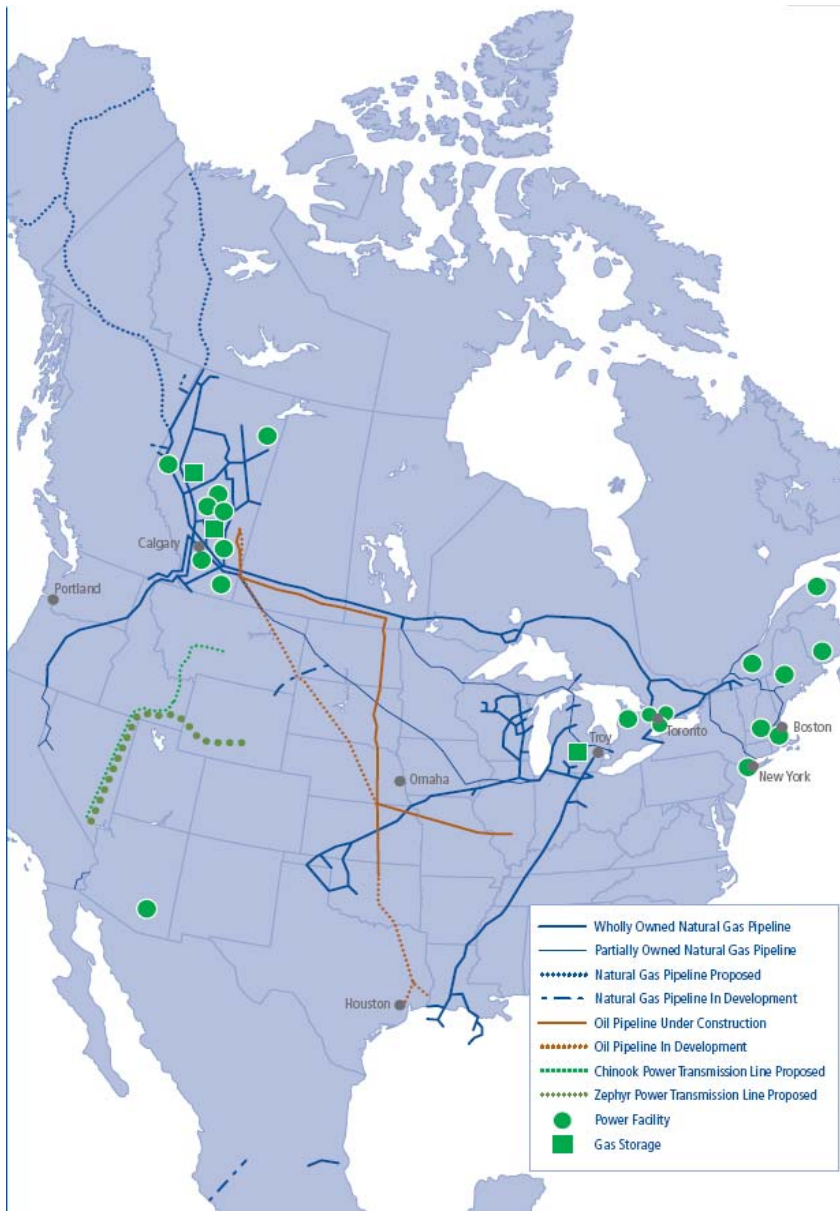 Calgary
Portland
Toronto
Troy
Boston
New York
Omaha
Houston
Wholly Owned Natural Gas Pipeline
Partially Owned Natural Gas Pipeline
Natural Gas Pipeline Proposed
Natural Gas Pipeline In Development
Oil Pipeline Under Construction
Oil Pipeline In Development
Chinook Power Transmission Line Proposed
Zephyr Power Transmission Line Proposed
Power Facility
Gas Storage